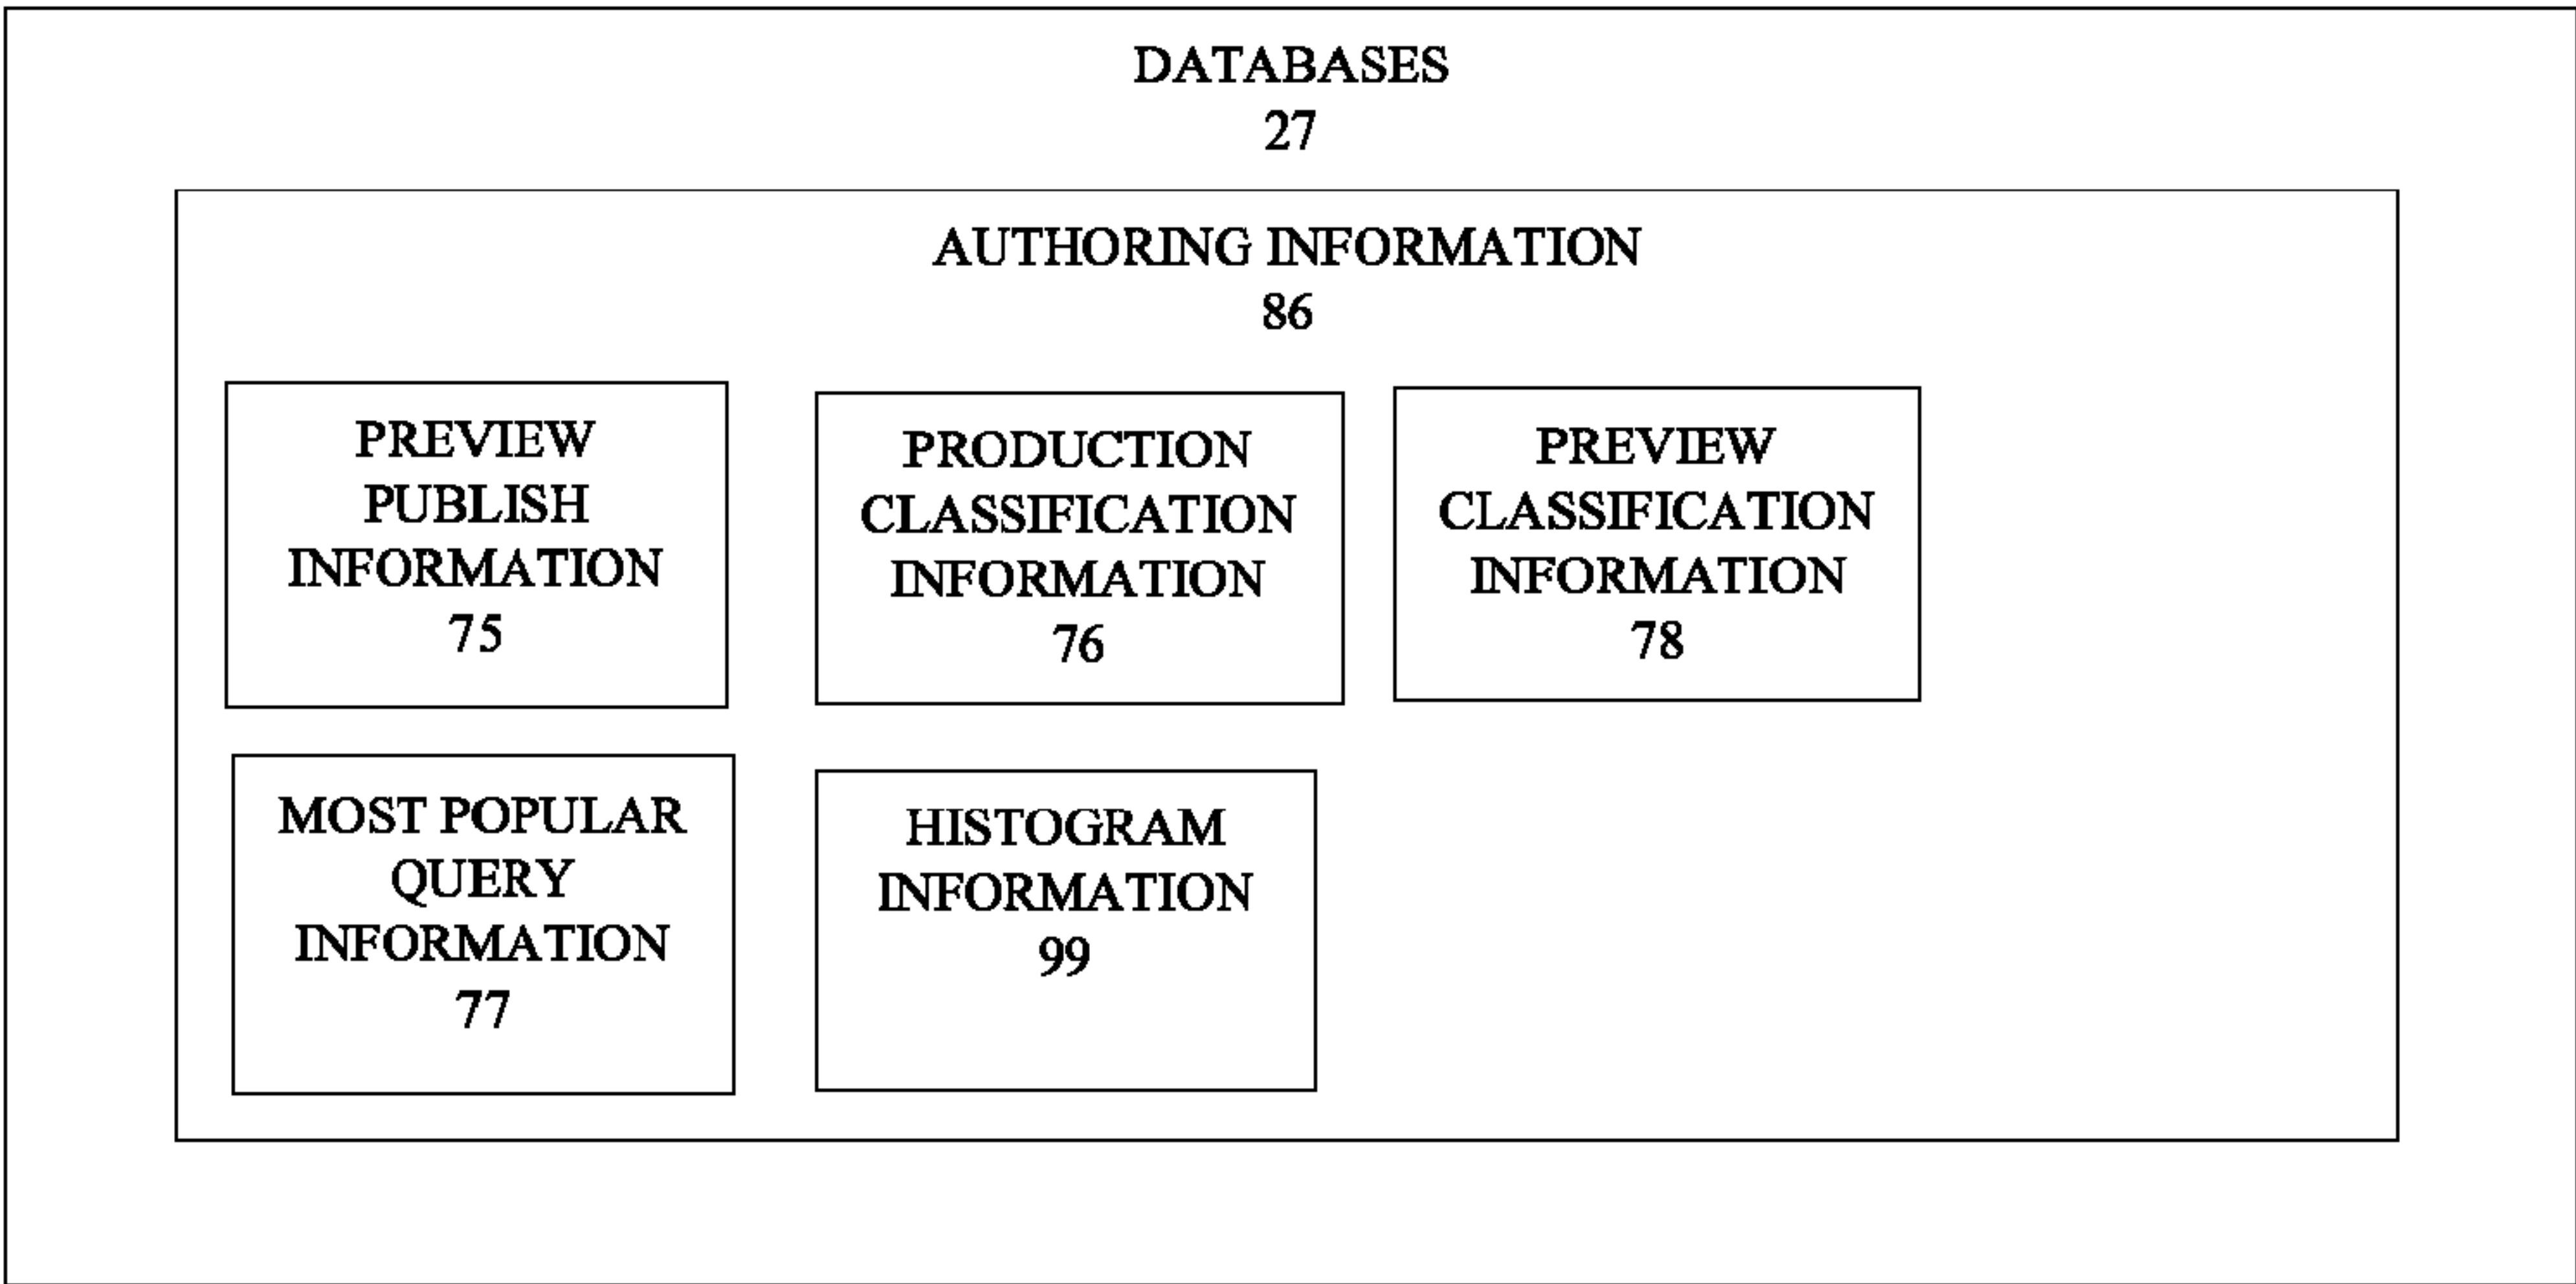 DATABASES
27
AUTHORING INFORMATION
86
PREVIEW
PUBLISH
INFORMATION
75
PRODUCTION
CLASSIFICATION
INFORMATION
76
PREVIEW
CLASSIFICATION
INFORMATION
78
MOST POPULAR
QUERY
INFORMATION
77
HISTOGRAM
INFORMATION
99